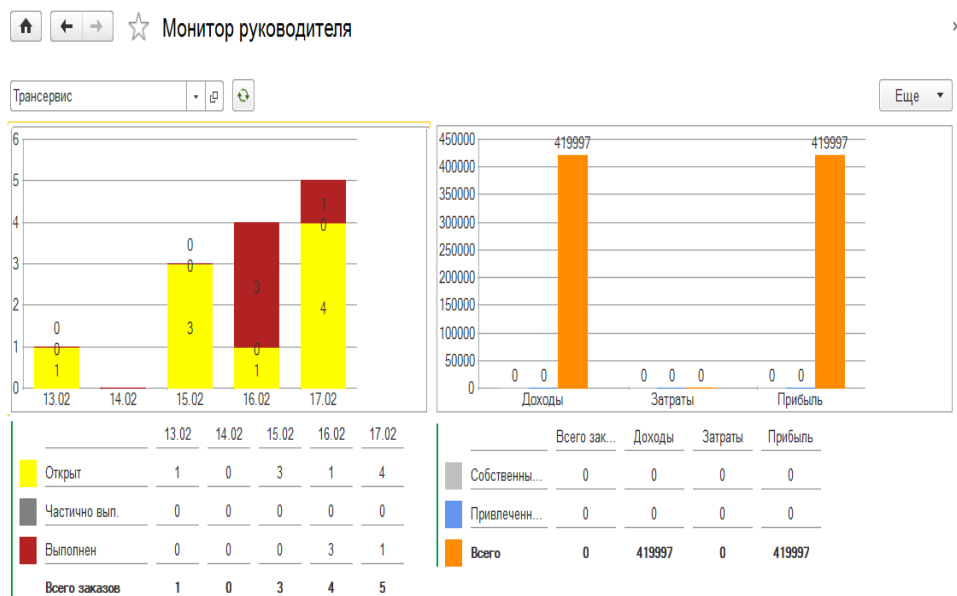 Монитор руководителя
Трансервис
Еще
6
5
4
3
2
1
0
0 0 1
0 0 3
3 0 1
1 0 4
13.02 14.02 15.02 16.02 17.02
450000
400000
350000
300000
250000
200000
150000
100000
50000
0
0 0 419997
0 0 0
0 0 419997
Доходы Затраты Прибыль
13.02 14.02 15.02 16.02 17.02
Открыт 1 0 3 1 4
Частично вып. 0 0 0 0 0
Выполнен 0 0 0 3 1
Всего заказов 1 0 3 4 5
Всего зак... Доходы Затраты Прибыль
Собственны... 0 0 0 0
Привлеченн... 0 0 0 0
Всего 0 419997 0 419997